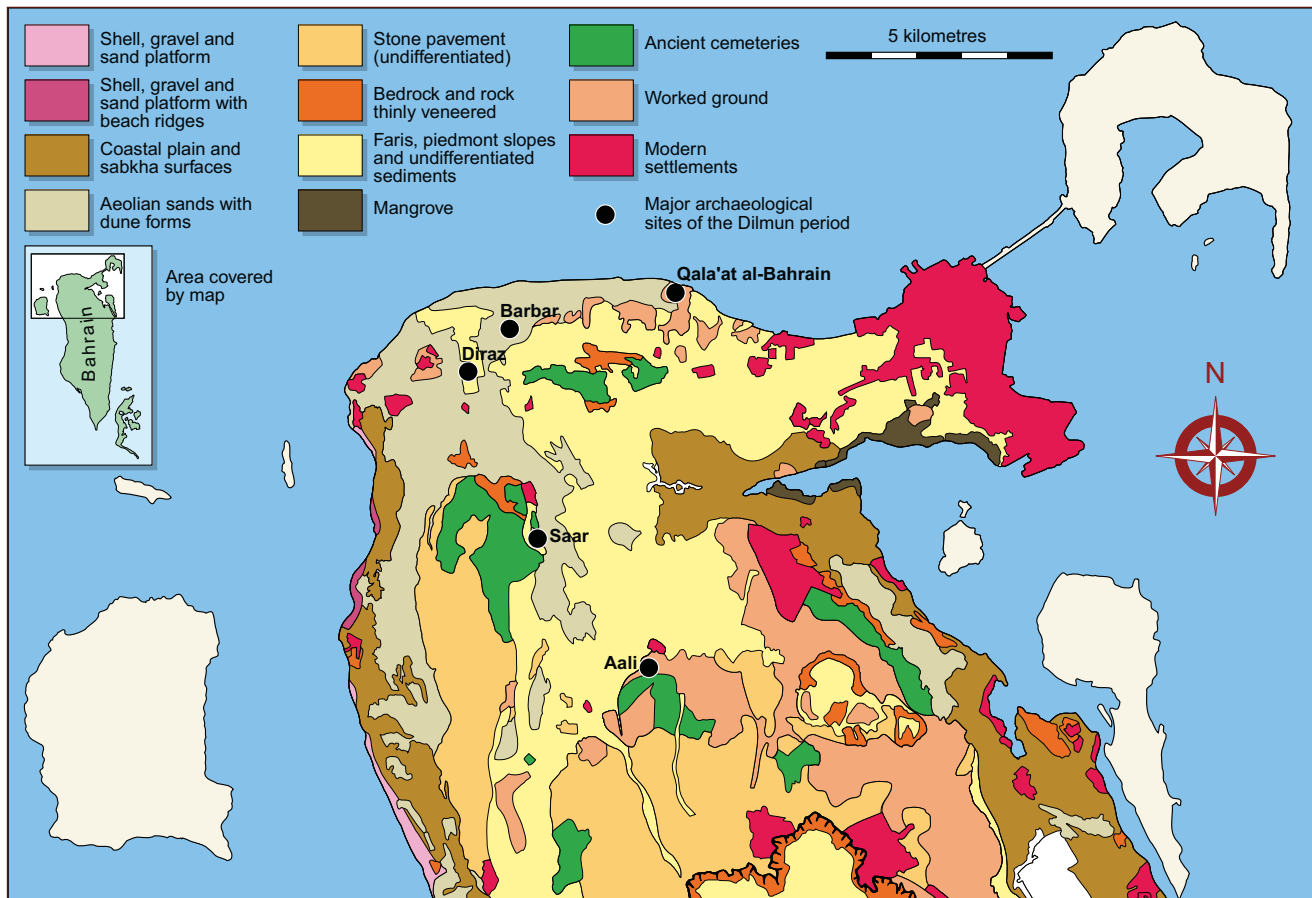 Shell, gravel and
sand platform
Shell, gravel and
sand platform with
beach ridges
Coastal plain and
sabkha surfaces
Aeolian sands with
dune forms
Stone pavement
(undifferentiated)
Bedrock and rock
thinly veneered
Faris, piedmont slopes
and undifferentiated
sediments
Mangrove
Ancient cemeteries
Worked ground
Modern
settlements
Major archaeological
sites of the Dilmun period
5 kilometres
Area covered
by map
Bahrain
Qala'at al-Bahrain
Barbar
Diraz
N
Saar
Aali